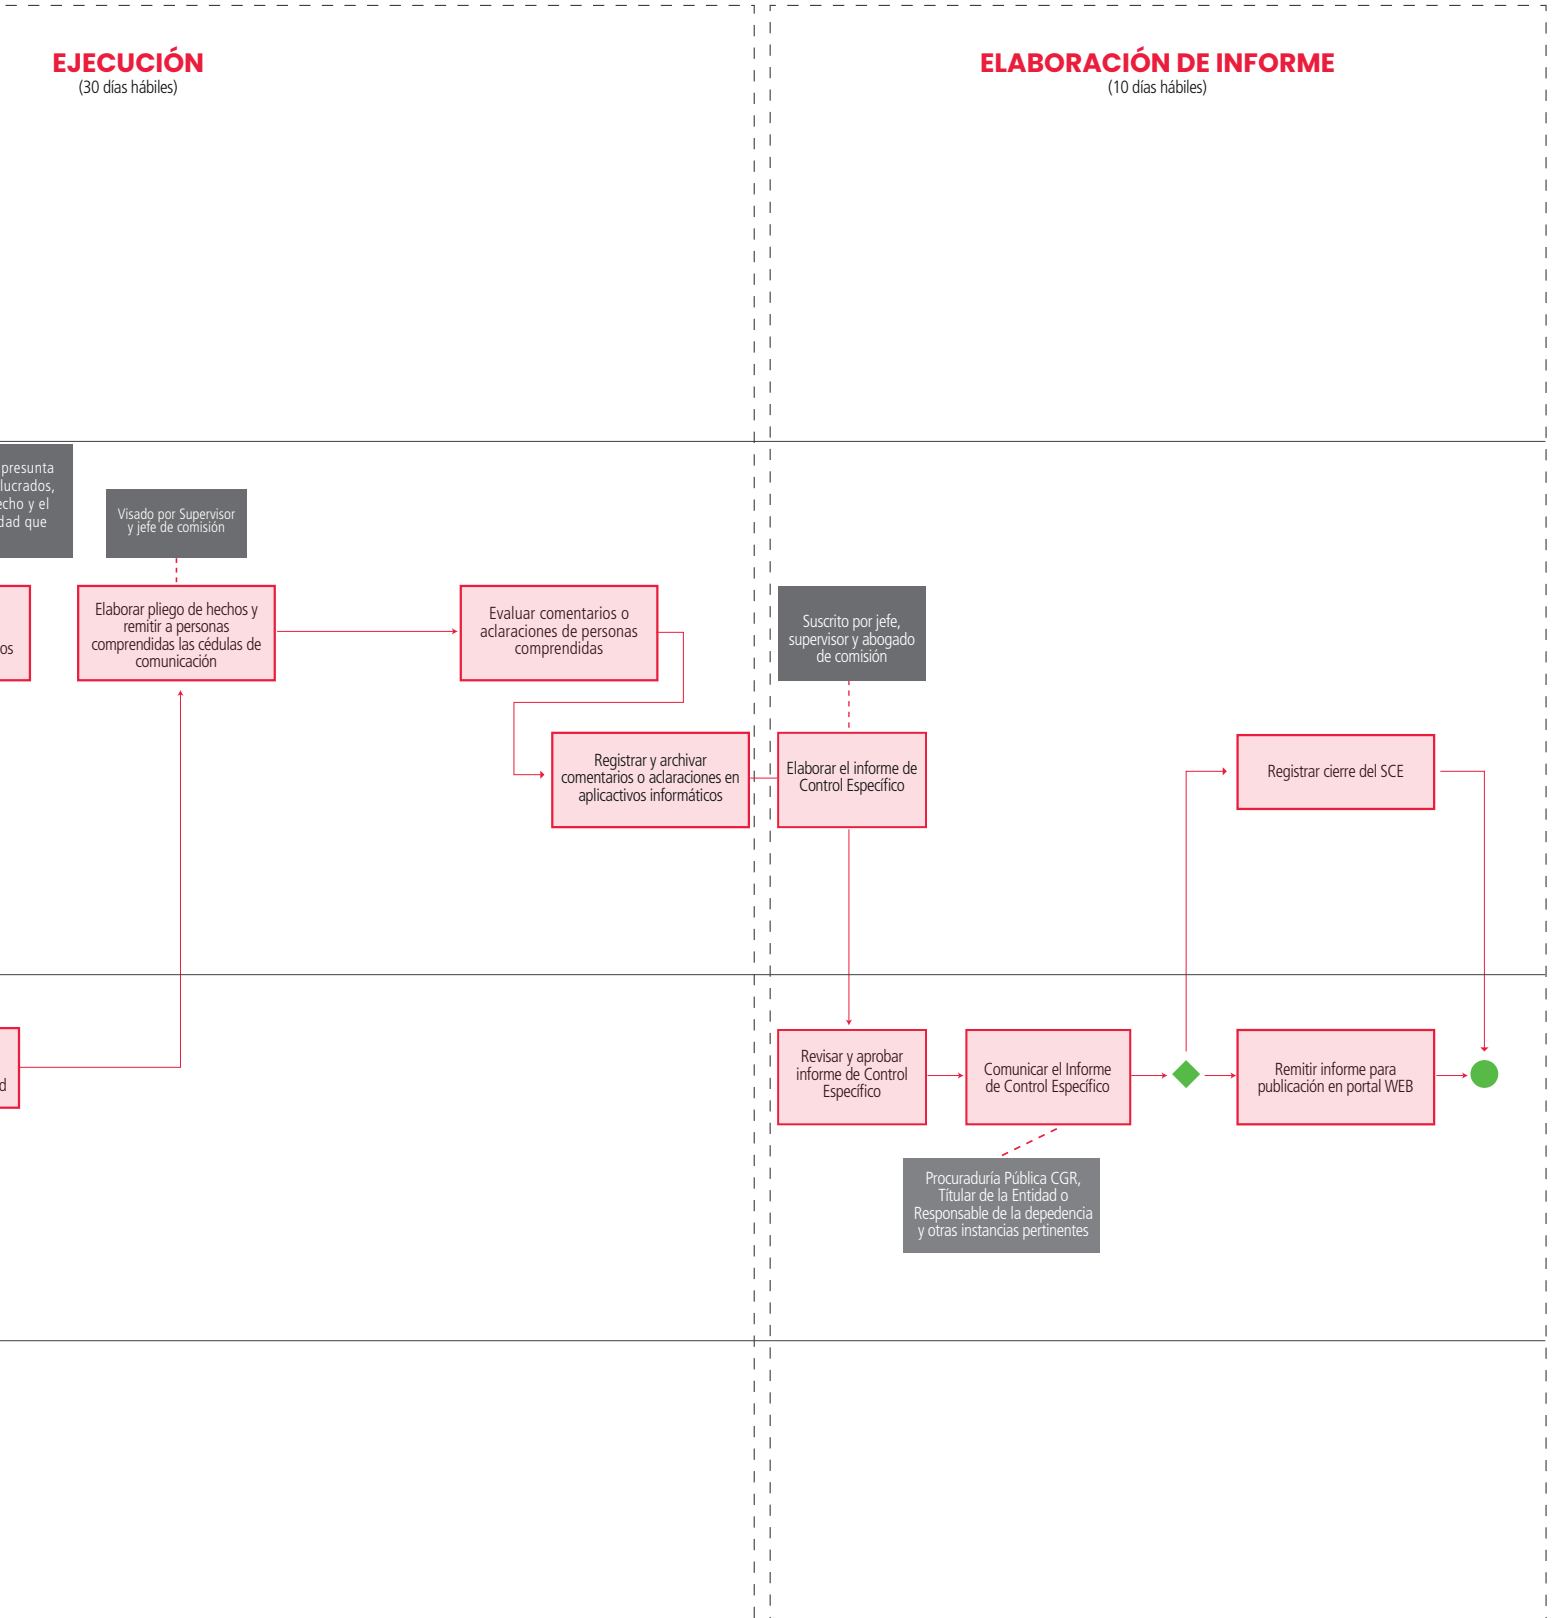 EJECUCIÓN
(30 días hábiles)
ELABORACIÓN DE INFORME
(10 días hábiles)
presunta
lucrados,
echo y el
dad que
Visado por Supervisor
y jefe de comisión
os
Elaborar pliego de hechos y
remitir a personas
comprendidas las cédulas de
comunicación
Evaluar comentarios o
aclaraciones de personas
comprendidas
Registrar y archivar
comentarios o aclaraciones en
aplicactivos informáticos
Suscrito por jefe,
supervisor y abogado
de comisión
Elaborar el informe de
Control Específico
Registrar cierre del SCE
d
Revisar y aprobar
informe de Control
Específico
Comunicar el Informe
de Control Específico
Remitir informe para
publicación en portal WEB
Procuraduría Pública CGR,
Títular de la Entidad o
Responsable de la depedencia
y otras instancias pertinentes